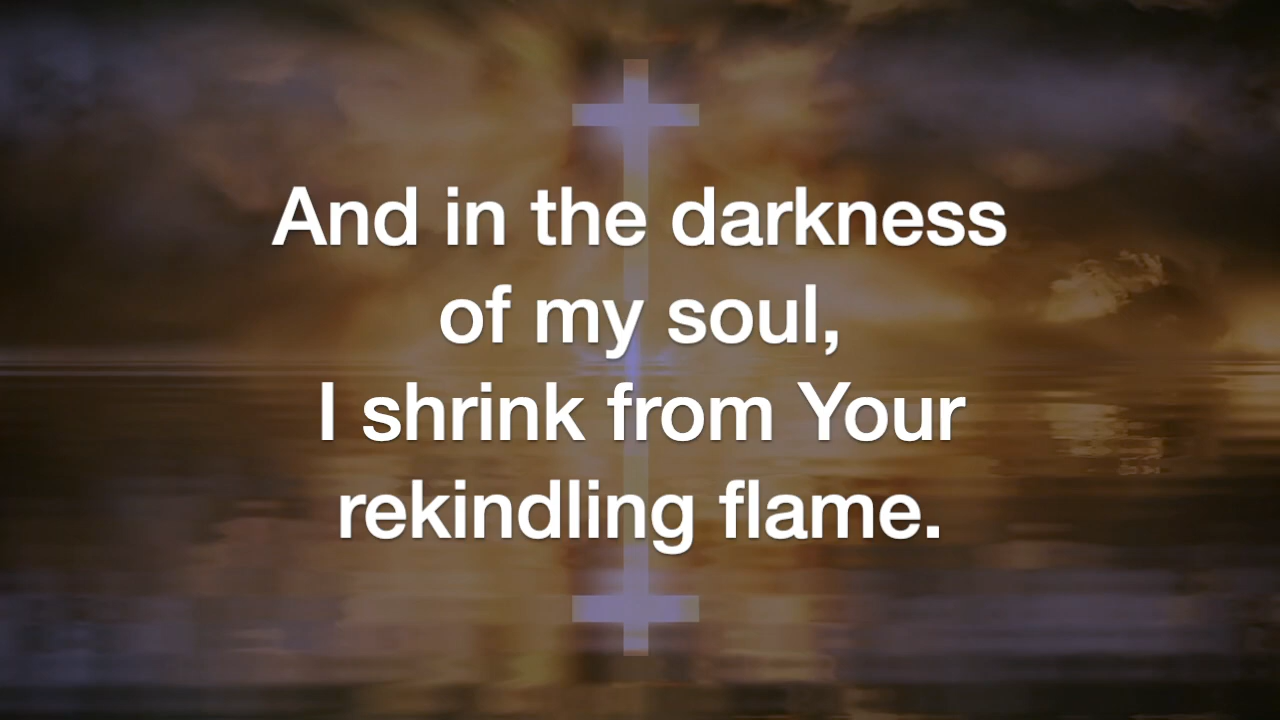 And in the darkness
of my soul,
I shrink from Your
rekindling flame.